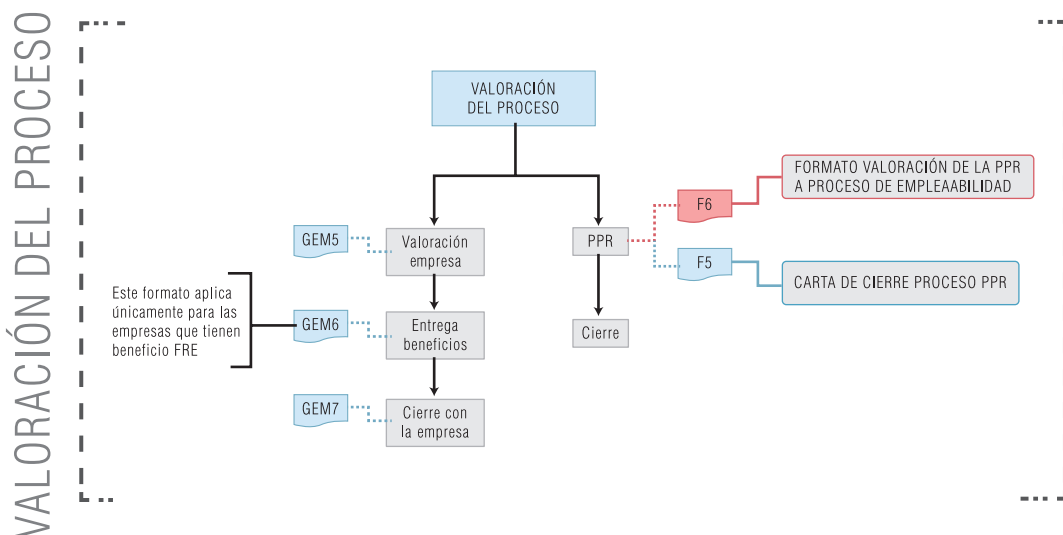 VALORACIÓN DEL PROCESO
VALORACIÓN
DEL PROCESO
FORMATO VALORACIÓN DE LA PPR
A PROCESO DE EMPLEAABILIDAD
F6
GEM5
Valoración
empresa
PPR
F5
CARTA DE CIERRE PROCESO PPR
Este formato aplica
únicamente para las
empresas que tienen
beneficio FRE
GEM6
Entrega
beneficios
Cierre
GEM7
Cierre con
la empresa